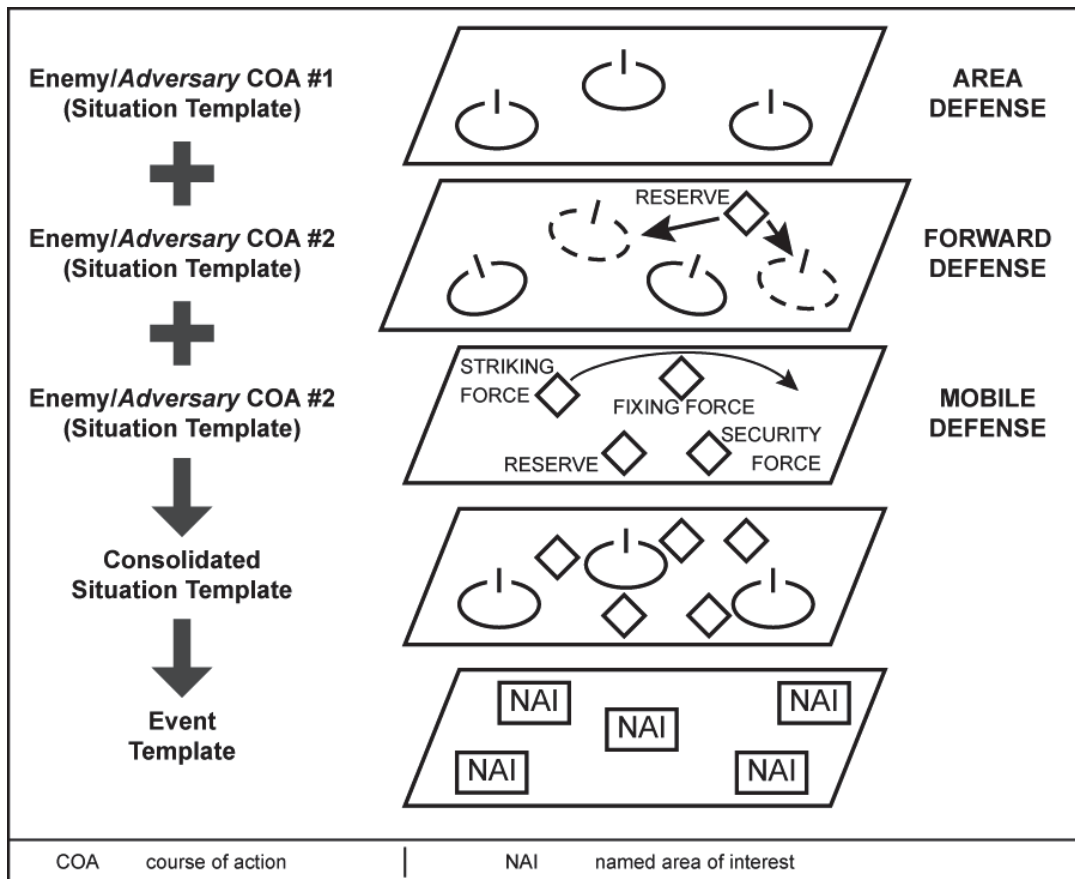 Enemy/Adversary COA #1
(Situation Template)
AREA
DEFENSE
Enemy/Adversary COA #2
(Situation Template)
RESERVE
FORWARD
DEFENSE
Enemy/Adversary COA #2
(Situation Template)
STRIKING
FORCE
FIXING FORCE
RESERVE
SECURITY
FORCE
MOBILE
DEFENSE
Consolidated
Situation Template
Event
Template
NAI
NAI
NAI
NAI
NAI
COA course of action
NAI named area of interest